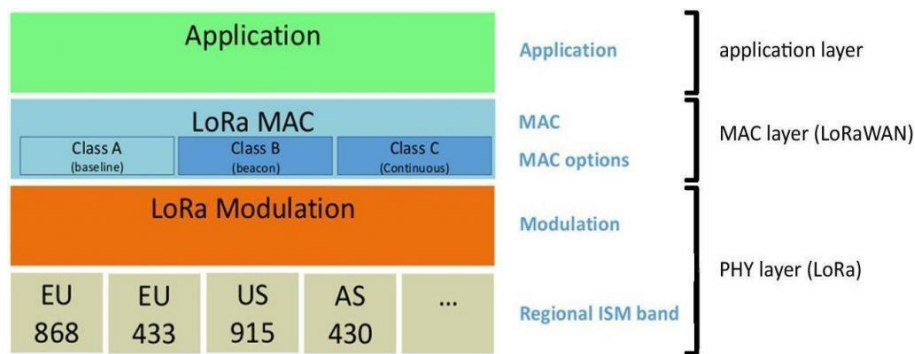 Application
Application
application layer
LoRa MAC
MAC
MAC layer (LoRaWAN)
Class A
(baseline)
Class B
(beacon)
Class C
(Continuous)
MAC options
LoRa Modulation
Modulation
PHY layer (LoRa)
EU
868
EU
433
US
915
AS
430
...
Regional ISM band